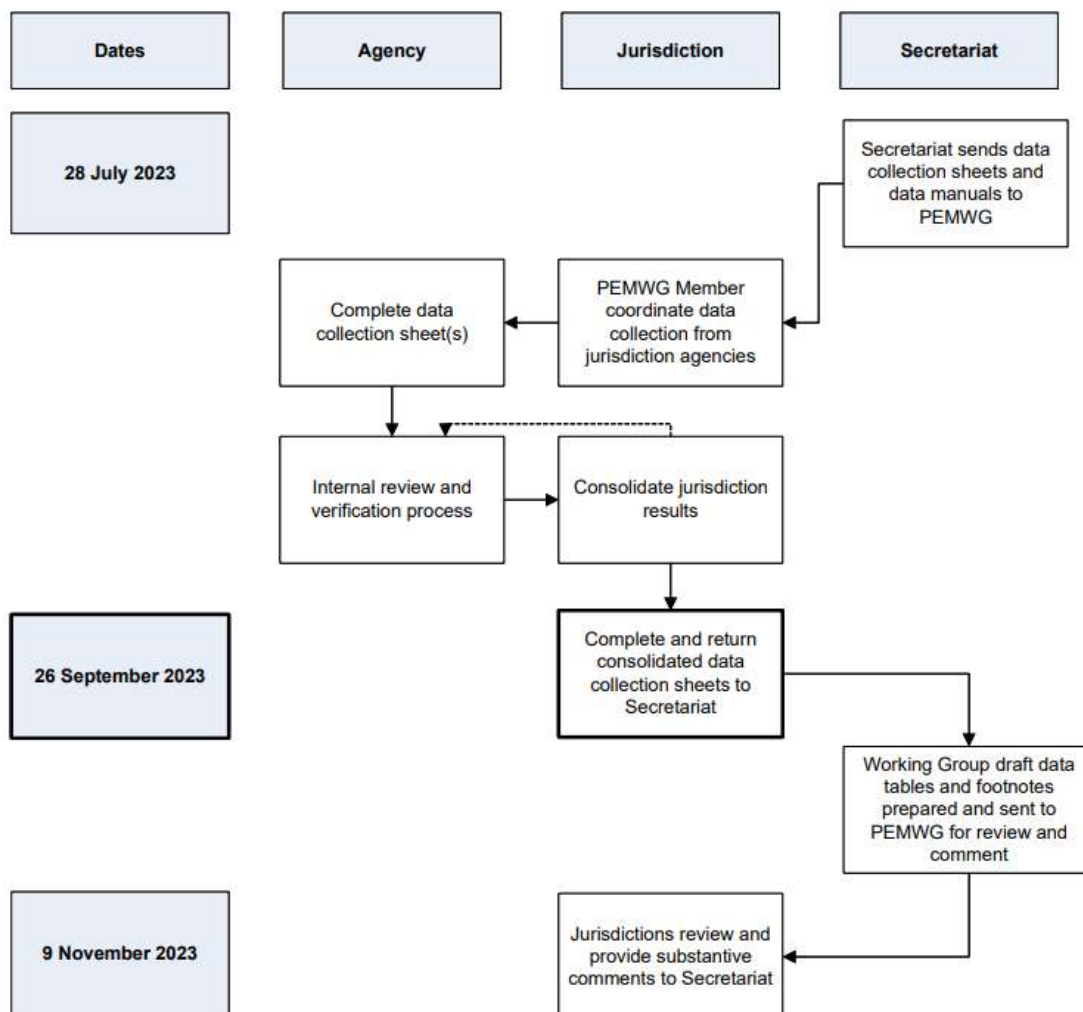 Dates
Agency
Jurisdiction
Secretariat
28 July 2023
Secretariat sends data
collection sheets and
data manuals to
PEMWG
Complete data
collection sheet(s)
PEMWG Member
coordinate data
collection from
jurisdiction agencies
Internal review and
verification process
Consolidate jurisdiction
results
26 September 2023
Complete and return
consolidated data
collection sheets to
Secretariat
Working Group draft data
tables and footnotes
prepared and sent to
PEMWG for review and
comment
9 November 2023
Jurisdictions review and
provide substantive
comments to Secretariat